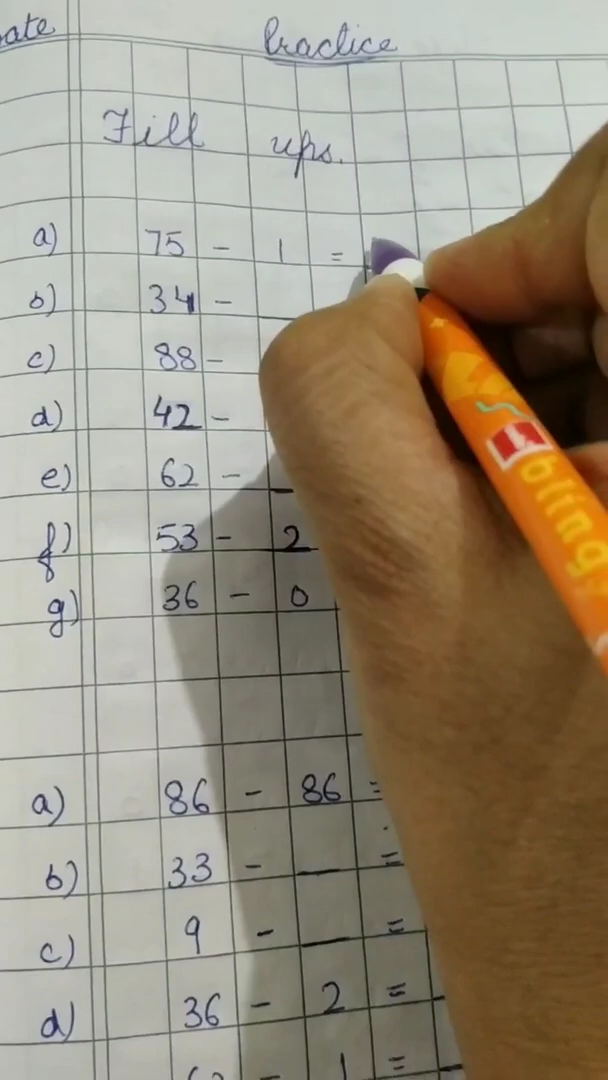 ate
Practice
Fill ups.
a) 75 - 1 =
b) 34 -
c) 88 -
d) 42 -
e) 62 - _
f) 53 - 2
g) 36 - 0
a) 86 - 86 =
b) 33 - _ =
c) 9 - _ =
d) 36 - 2 =
- 1 =
bling